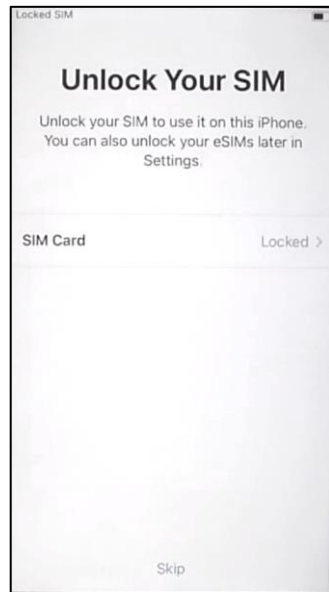 Locked SIM
Unlock Your SIM
Unlock your SIM to use it on this iPhone.
You can also unlock your eSIMs later in
Settings.
SIM Card Locked >
Skip